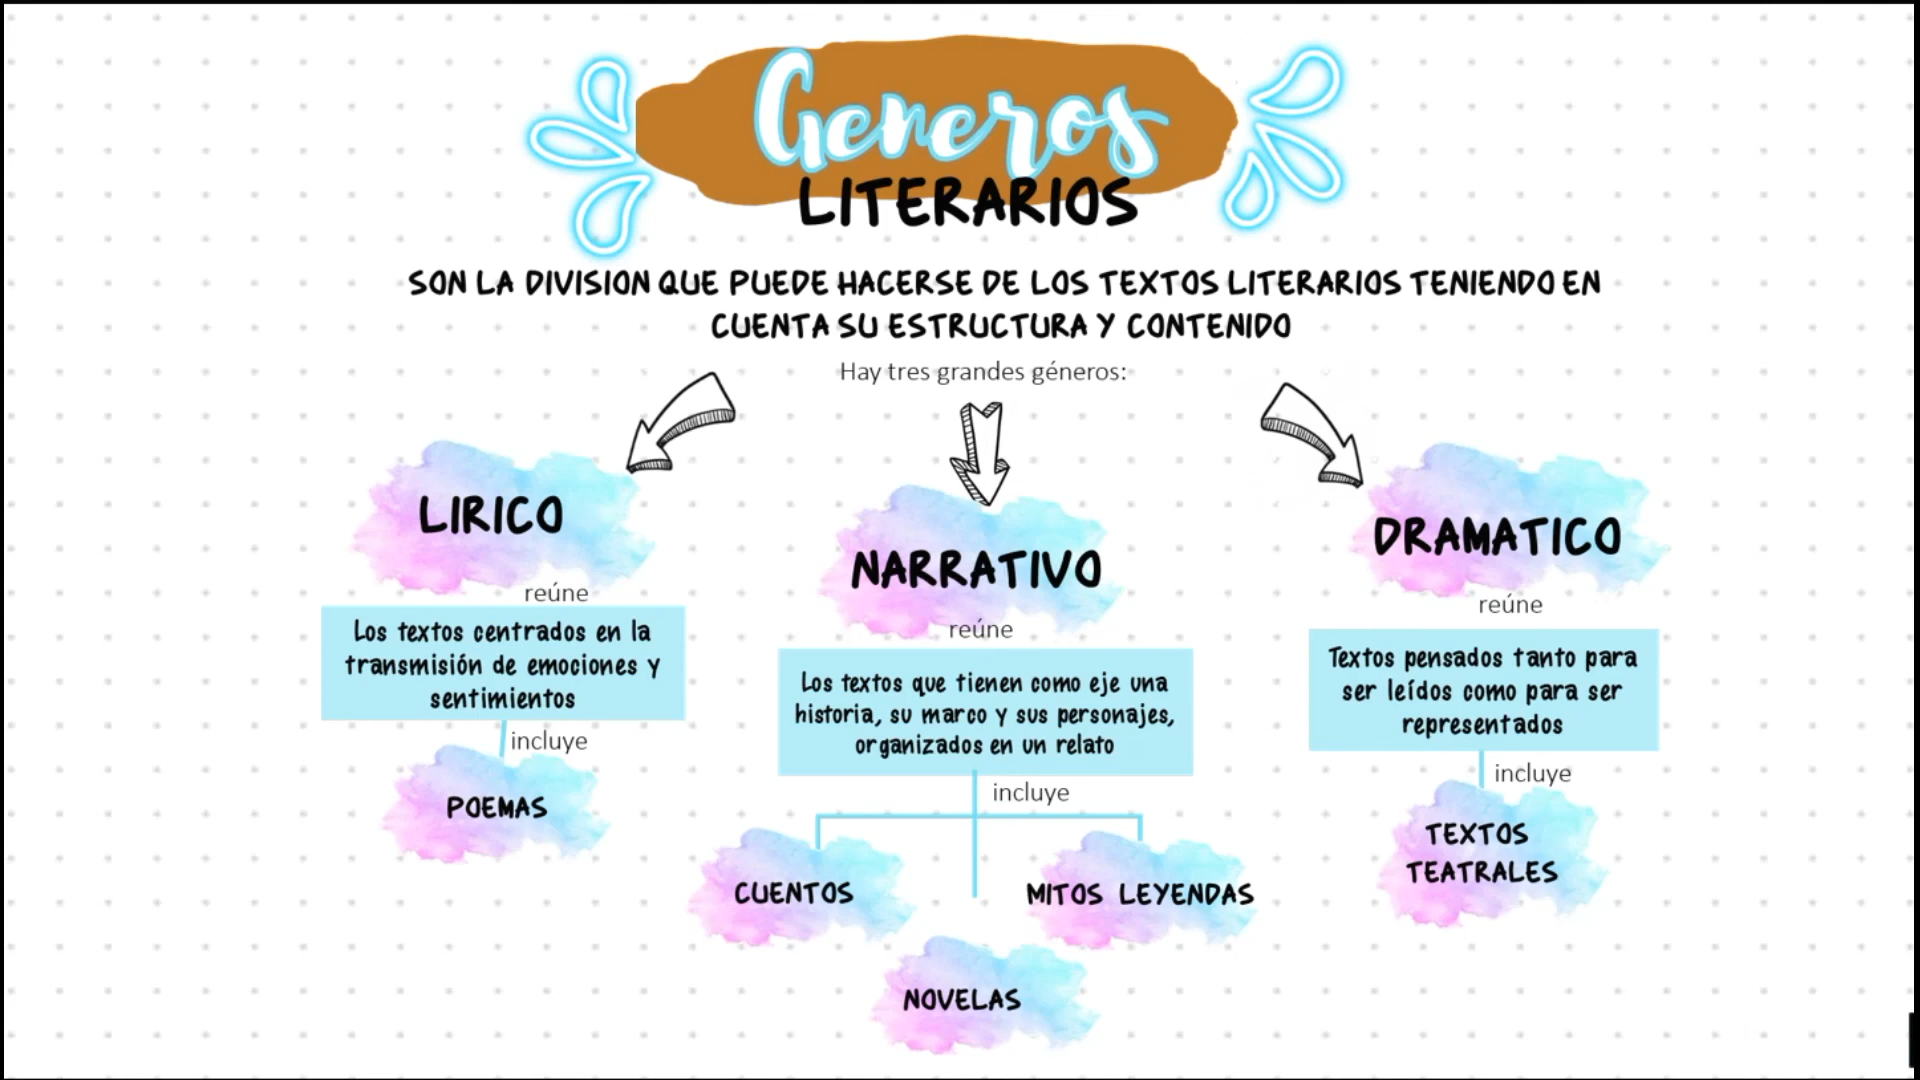 Generos
LITERARIOS
SON LA DIVISION QUE PUEDE HACERSE DE LOS TEXTOS LITERARIOS TENIENDO EN
CUENTA SU ESTRUCTURA Y CONTENIDO
Hay tres grandes géneros:
LIRICO
reúne
Los textos centrados en la
transmisión de emociones y
sentimientos
incluye
POEMAS
NARRATIVO
reúne
Los textos que tienen como eje una
historia, su marco y sus personajes,
organizados en un relato
incluye
CUENTOS
MITOS LEYENDAS
NOVELAS
DRAMATICO
reúne
Textos pensados tanto para
ser leídos como para ser
representados
incluye
TEXTOS
TEATRALES